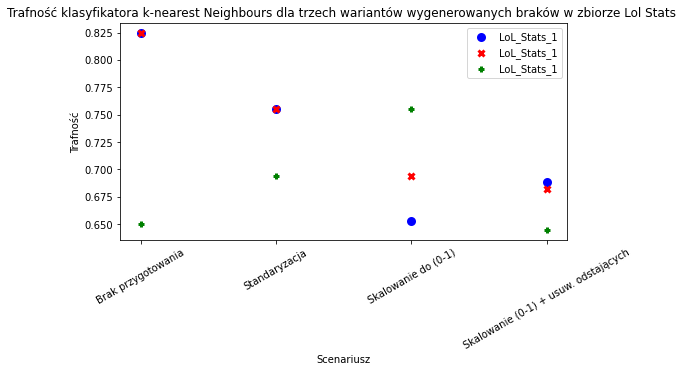 Trafność klasyfikatora k-nearest Neighbours dla trzech wariantów wygenerowanych braków w zbiorze Lol Stats
LoL_Stats_1
LoL_Stats_1
LoL_Stats_1
0.825
0.800
0.775
0.750
0.725
0.700
0.675
0.650
Trafność
Brak przygotowania
Standaryzacja
Skalowanie do (0-1)
Skalowanie (0-1) + usuw. odstających
Scenariusz